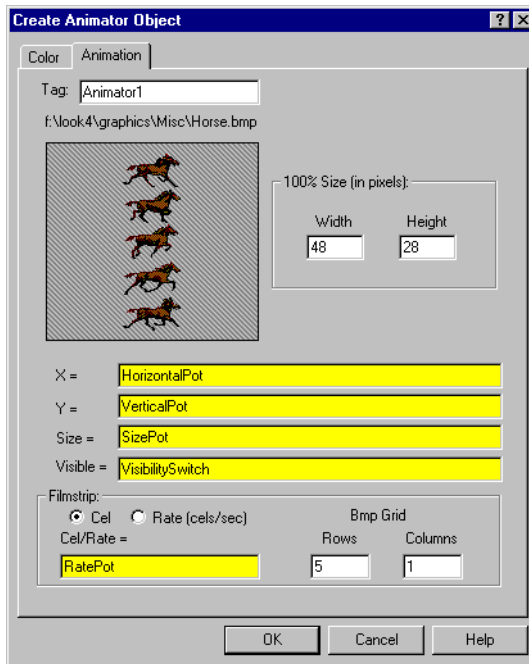 Create Animator Object
Color Animation
Tag: Animator1
f:\look4\graphics\Misc\Horse.bmp
100% Size (in pixels):
Width Height
48 28
X = HorizontalPot
Y = VerticalPot
Size = SizePot
Visible = VisibilitySwitch
Filmstrip:
Cel Rate (cels/sec) Bmp Grid
Cel/Rate = Rows Columns
RatePot 5 1
OK Cancel Help